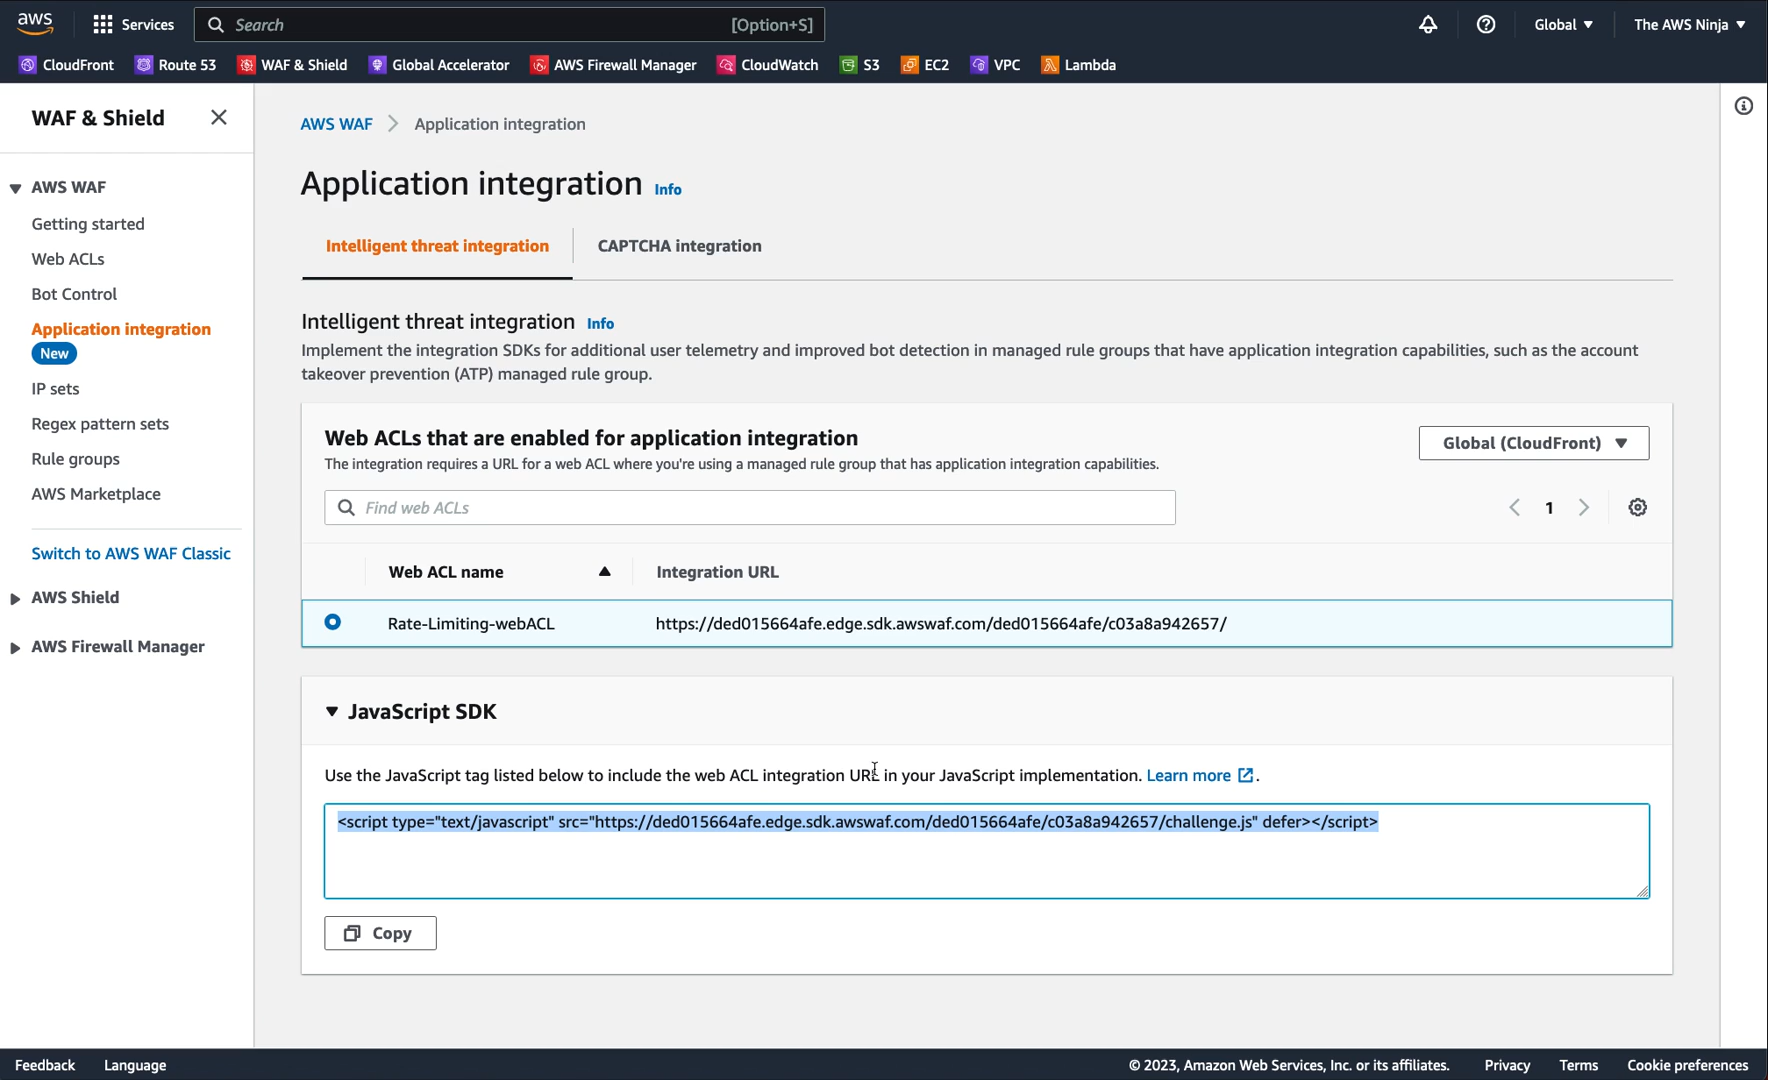 aws
Services
Search
[Option+S]
Global
The AWS Ninja
CloudFront
Route 53
WAF & Shield
Global Accelerator
AWS Firewall Manager
CloudWatch
S3
EC2
VPC
Lambda
WAF & Shield
AWS WAF
Getting started
Web ACLs
Bot Control
Application integration
New
IP sets
Regex pattern sets
Rule groups
AWS Marketplace
Switch to AWS WAF Classic
AWS Shield
AWS Firewall Manager
AWS WAF
Application integration
Application integration
Info
Intelligent threat integration
CAPTCHA integration
Intelligent threat integration
Info
Implement the integration SDKs for additional user telemetry and improved bot detection in managed rule groups that have application integration capabilities, such as the account
takeover prevention (ATP) managed rule group.
Web ACLs that are enabled for application integration
Global (CloudFront)
The integration requires a URL for a web ACL where you're using a managed rule group that has application integration capabilities.
Find web ACLs
1
Web ACL name
Integration URL
Rate-Limiting-webACL
https://ded015664afe.edge.sdk.awswaf.com/ded015664afe/c03a8a942657/
JavaScript SDK
Use the JavaScript tag listed below to include the web ACL integration URL in your JavaScript implementation. Learn more .
<script type="text/javascript" src="https://ded015664afe.edge.sdk.awswaf.com/ded015664afe/c03a8a942657/challenge.js" defer></script>
Copy
Feedback
Language
© 2023, Amazon Web Services, Inc. or its affiliates.
Privacy
Terms
Cookie preferences